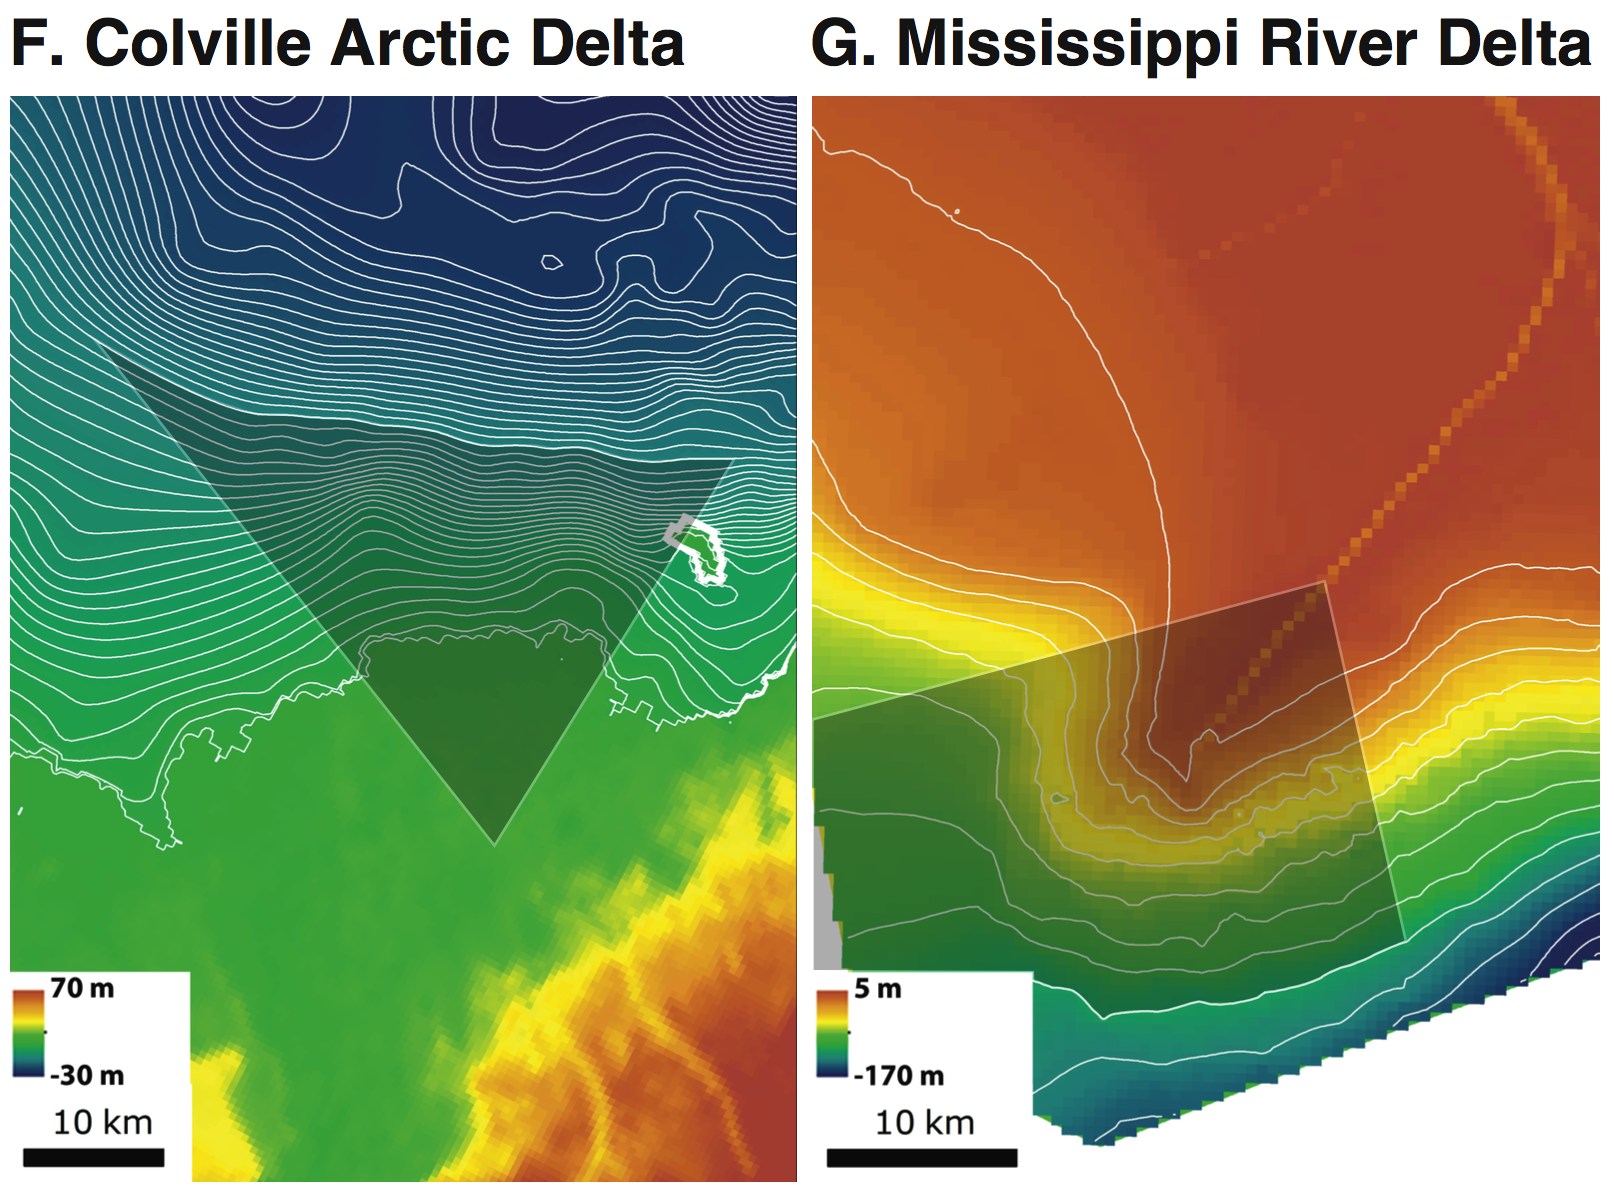 F. Colville Arctic Delta
G. Mississippi River Delta
70 m
-30 m
10 km
5 m
-170 m
10 km